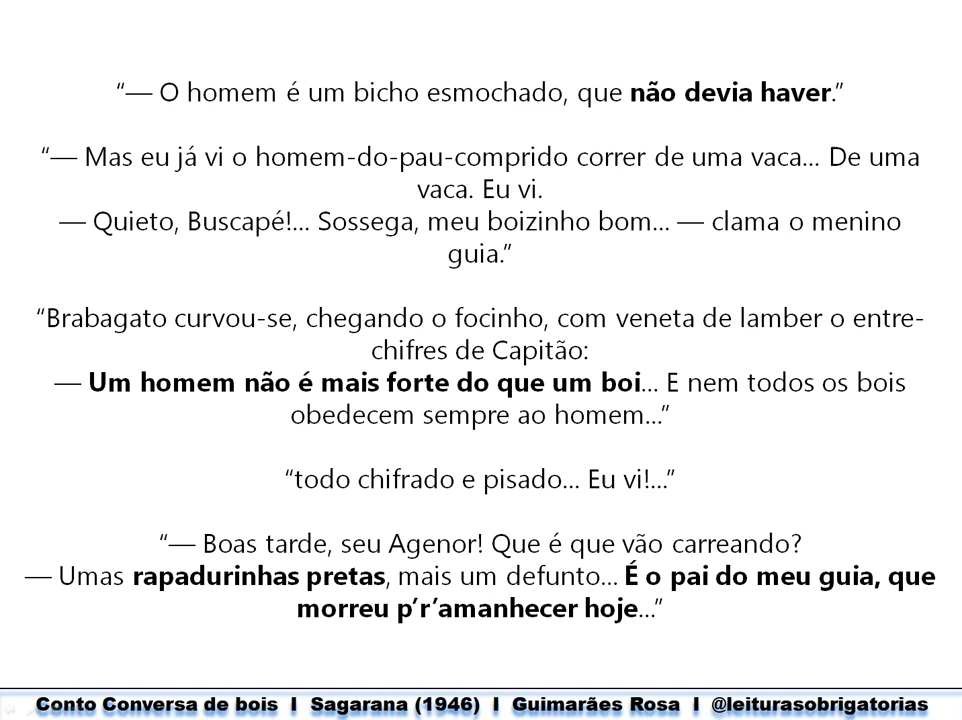 “— O homem é um bicho esmochado, que não devia haver.”
“— Mas eu já vi o homem-do-pau-comprido correr de uma vaca... De uma
vaca. Eu vi.
— Quieto, Buscapé!... Sossega, meu boizinho bom... — clama o menino
guia.”
“Brabagato curvou-se, chegando o focinho, com veneta de lamber o entre-
chifres de Capitão:
— Um homem não é mais forte do que um boi... E nem todos os bois
obedecem sempre ao homem...”
“todo chifrado e pisado... Eu vi!...”
“— Boas tarde, seu Agenor! Que é que vão carreando?
— Umas rapadurinhas pretas, mais um defunto... É o pai do meu guia, que
morreu p’r’amanhecer hoje...”
Conto Conversa de bois I Sagarana (1946) I Guimarães Rosa I @leiturasobrigatorias